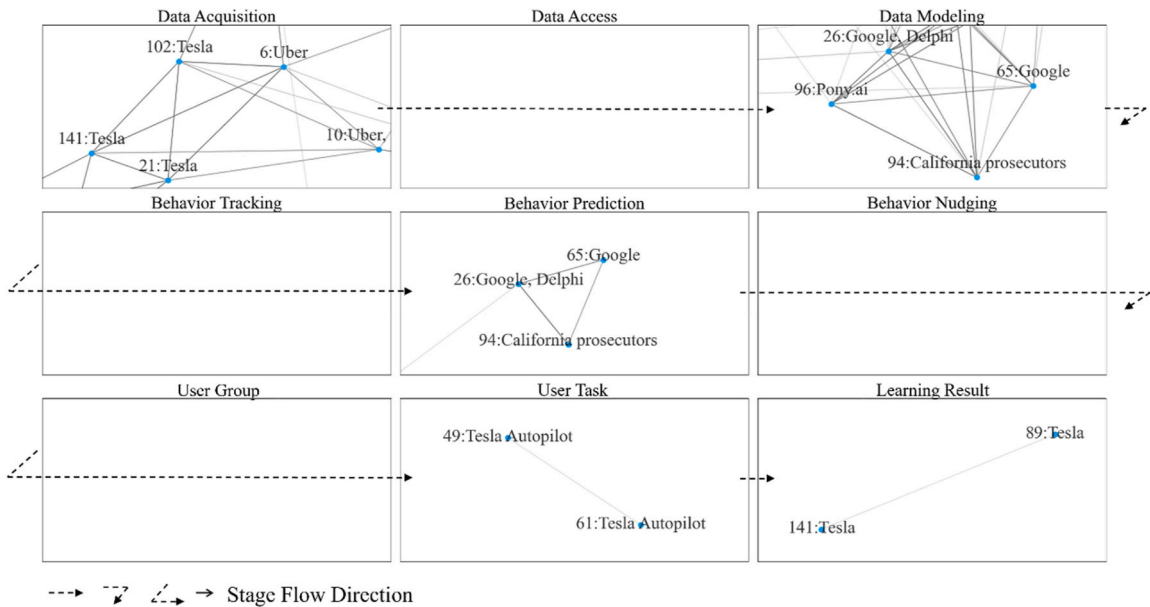 Data Acquisition
Data Access
Data Modeling
102:Tesla
6:Uber
141:Tesla
10:Uber,
21:Tesla
26:Google, Delphi
65:Google
96:Pony.ai
94:California prosecutors
Behavior Tracking
Behavior Prediction
Behavior Nudging
65:Google
26:Google, Delphi
94:California prosecutors
User Group
User Task
Learning Result
49:Tesla Autopilot
61:Tesla Autopilot
89:Tesla
141:Tesla
Stage Flow Direction